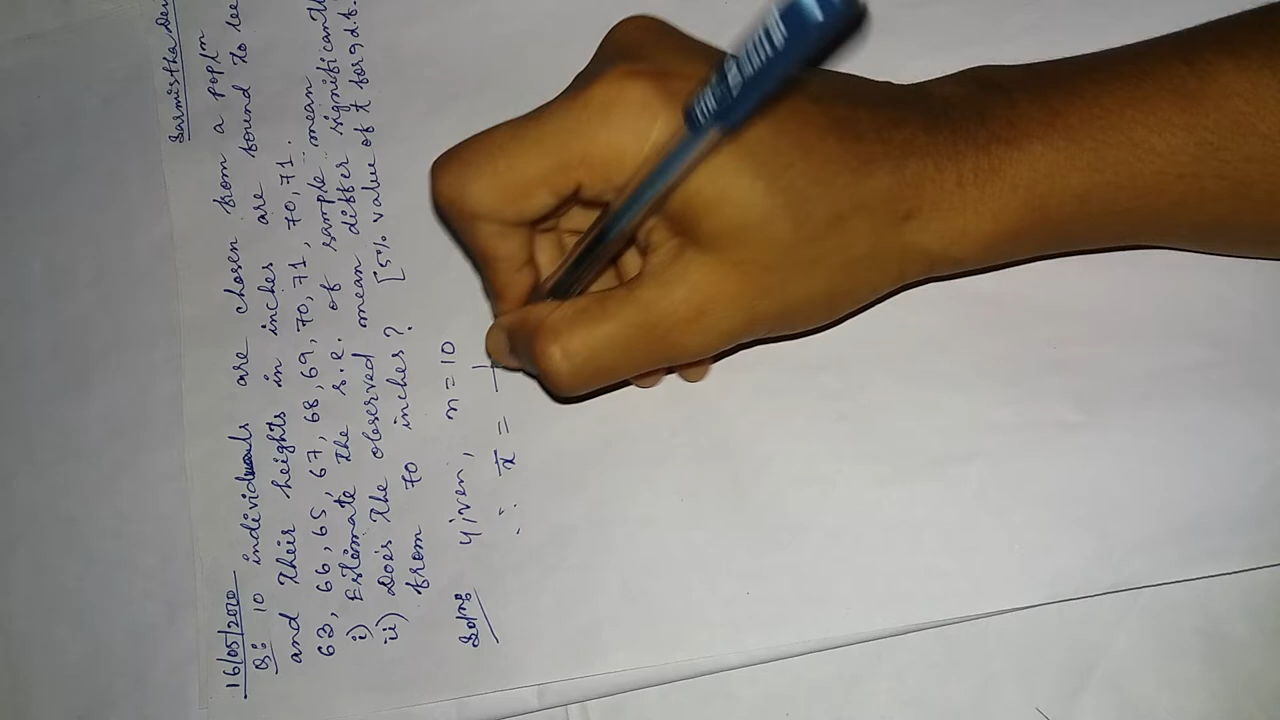 Sarmistha Dev
16/05/2020
Q: 10 individuals are chosen from a popln
and their heights in inches are found to be
63, 66, 65, 67, 68, 69, 70, 71, 70, 71.
i) Estimate the s.e. of sample mean
ii) Does the observed mean differ significantly
from 70 inches? [5% value of t for 9 d.f.
Soln: Given, n = 10
∴ x̄ = 1